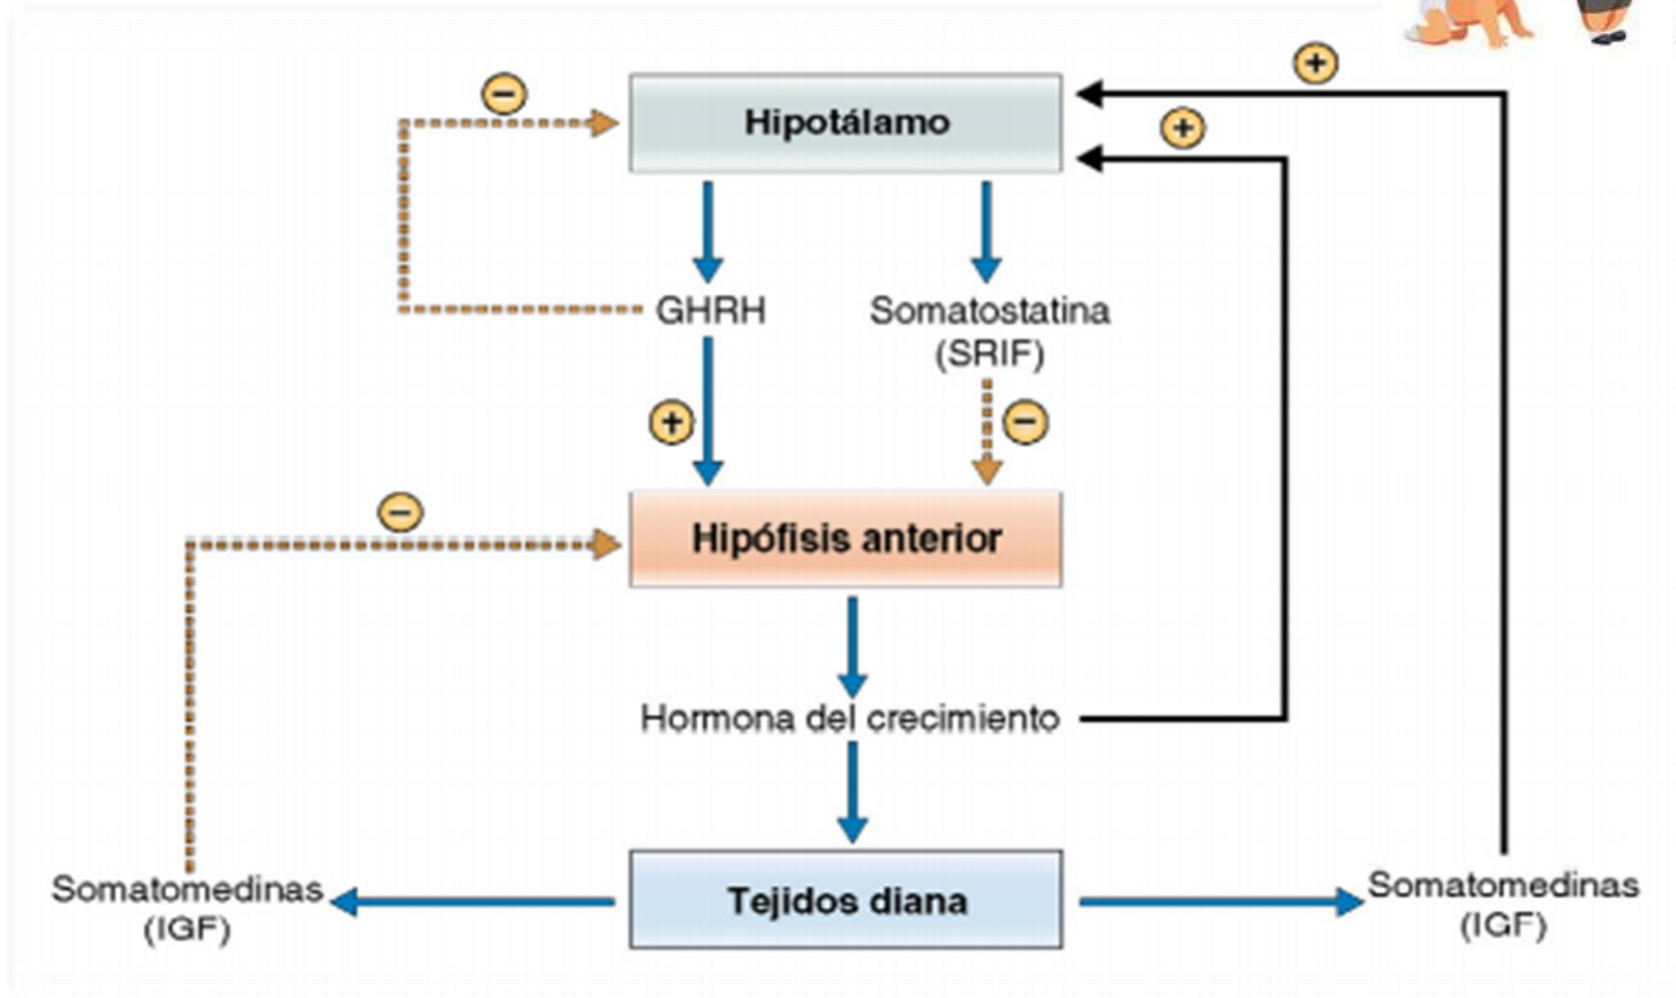 −
+
Hipotálamo
+
GHRH
Somatostatina
(SRIF)
+
−
−
Hipófisis anterior
Hormona del crecimiento
Somatomedinas
(IGF)
Tejidos diana
Somatomedinas
(IGF)